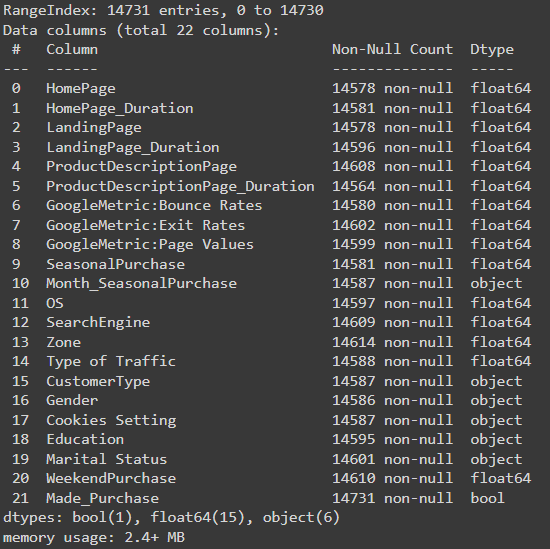 RangeIndex: 14731 entries, 0 to 14730
Data columns (total 22 columns):
 #   Column                           Non-Null Count  Dtype
---  ------                           --------------  -----
 0   HomePage                         14578 non-null  float64
 1   HomePage_Duration                14581 non-null  float64
 2   LandingPage                      14578 non-null  float64
 3   LandingPage_Duration             14596 non-null  float64
 4   ProductDescriptionPage           14608 non-null  float64
 5   ProductDescriptionPage_Duration  14564 non-null  float64
 6   GoogleMetric:Bounce Rates        14580 non-null  float64
 7   GoogleMetric:Exit Rates          14602 non-null  float64
 8   GoogleMetric:Page Values         14599 non-null  float64
 9   SeasonalPurchase                 14581 non-null  float64
 10  Month_SeasonalPurchase           14587 non-null  object
 11  OS                               14597 non-null  float64
 12  SearchEngine                     14609 non-null  float64
 13  Zone                             14614 non-null  float64
 14  Type of Traffic                  14588 non-null  float64
 15  CustomerType                     14587 non-null  object
 16  Gender                           14586 non-null  object
 17  Cookies Setting                  14587 non-null  object
 18  Education                        14595 non-null  object
 19  Marital Status                   14601 non-null  object
 20  WeekendPurchase                  14610 non-null  float64
 21  Made_Purchase                    14731 non-null  bool
dtypes: bool(1), float64(15), object(6)
memory usage: 2.4+ MB